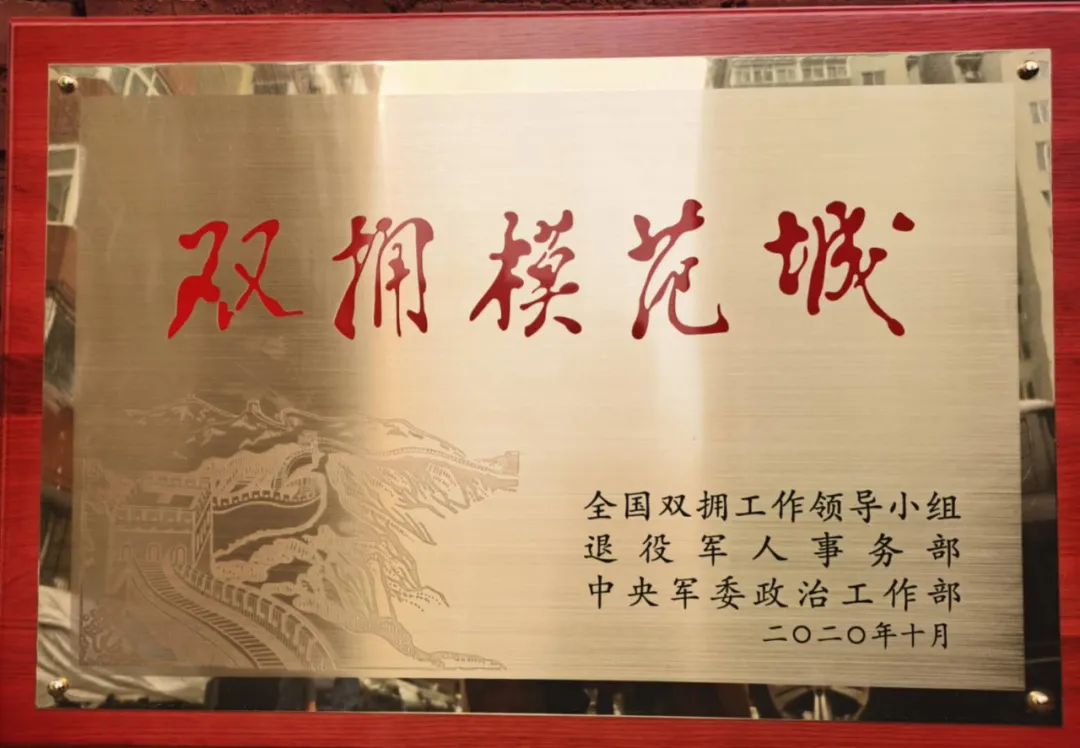 双拥模范城
全国双拥工作领导小组
退役军人事务部
中央军委政治工作部
二〇二〇年十月